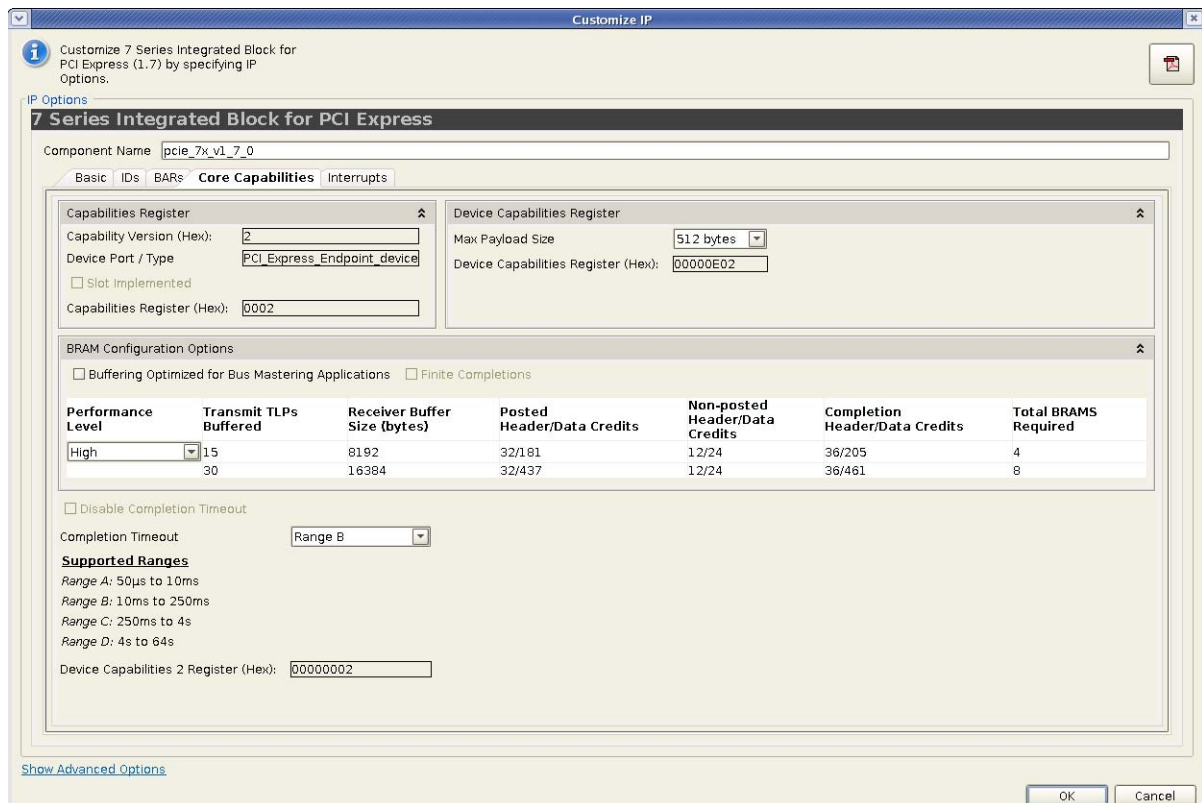 Customize IP
Customize 7 Series Integrated Block for
PCI Express (1.7) by specifying IP
Options.
IP Options
7 Series Integrated Block for PCI Express
Component Name pcie_7x_v1_7_0
Basic IDs BARs Core Capabilities Interrupts
Capabilities Register
Capability Version (Hex): 2
Device Port / Type PCI_Express_Endpoint_device
Slot Implemented
Capabilities Register (Hex): 0002
Device Capabilities Register
Max Payload Size 512 bytes
Device Capabilities Register (Hex): 00000E02
BRAM Configuration Options
Buffering Optimized for Bus Mastering Applications Finite Completions
Performance Level Transmit TLPs Buffered Receiver Buffer Size (bytes) Posted Header/Data Credits Non-posted Header/Data Credits Completion Header/Data Credits Total BRAMS Required
High 15 8192 32/181 12/24 36/205 4
30 16384 32/437 12/24 36/461 8
Disable Completion Timeout
Completion Timeout Range B
Supported Ranges
Range A: 50µs to 10ms
Range B: 10ms to 250ms
Range C: 250ms to 4s
Range D: 4s to 64s
Device Capabilities 2 Register (Hex): 00000002
Show Advanced Options
OK Cancel